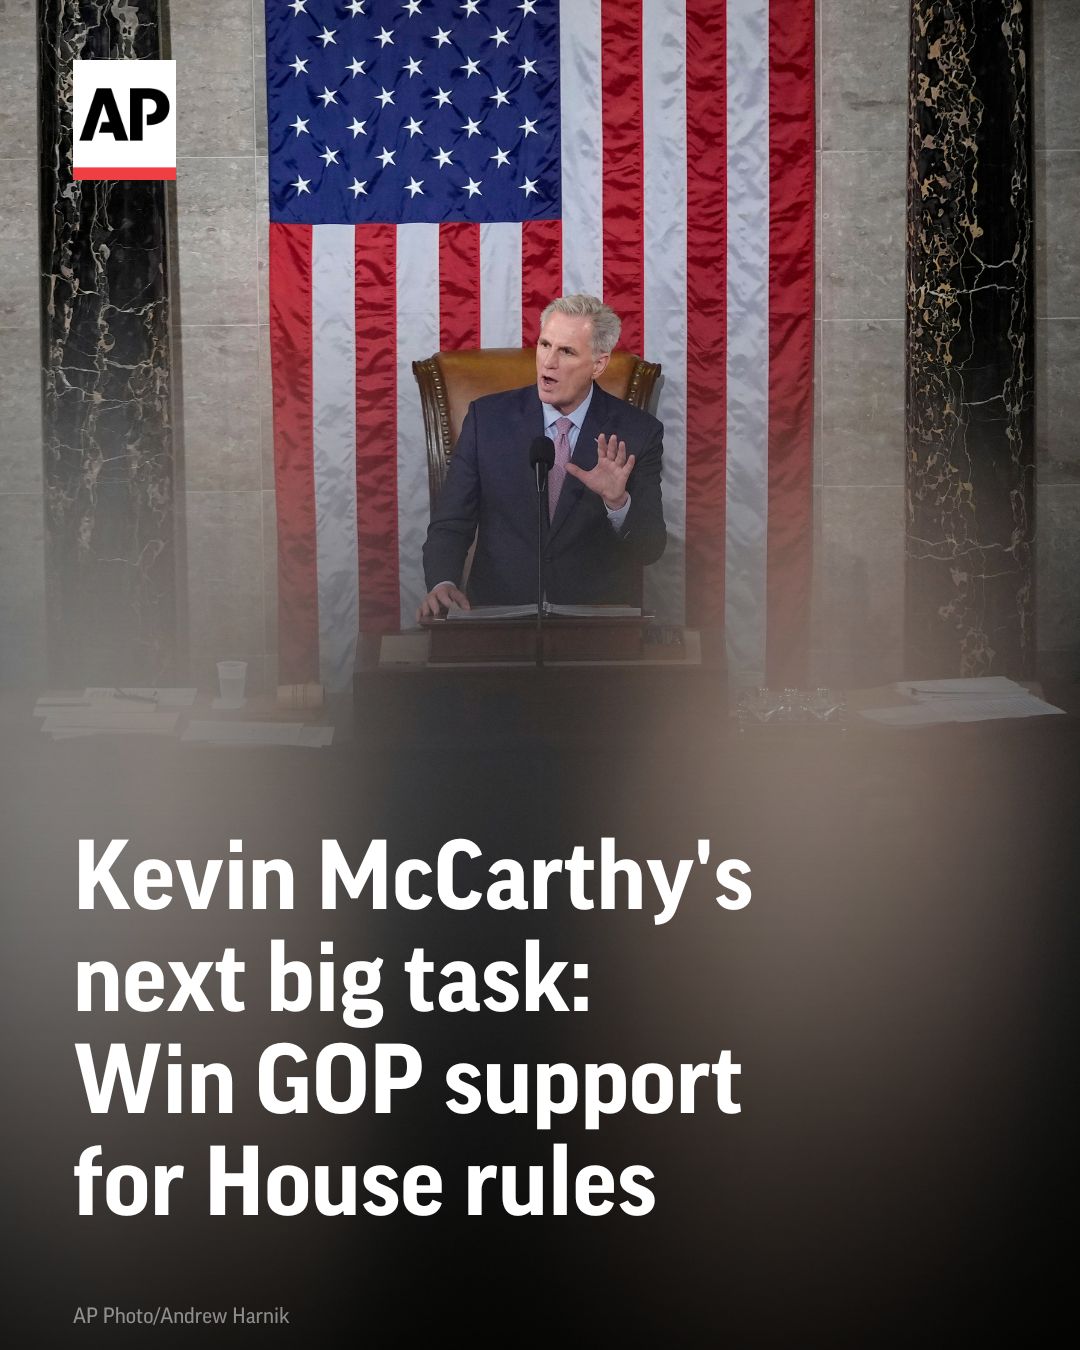 AP
Kevin McCarthy's
next big task:
Win GOP support
for House rules
AP Photo/Andrew Harnik